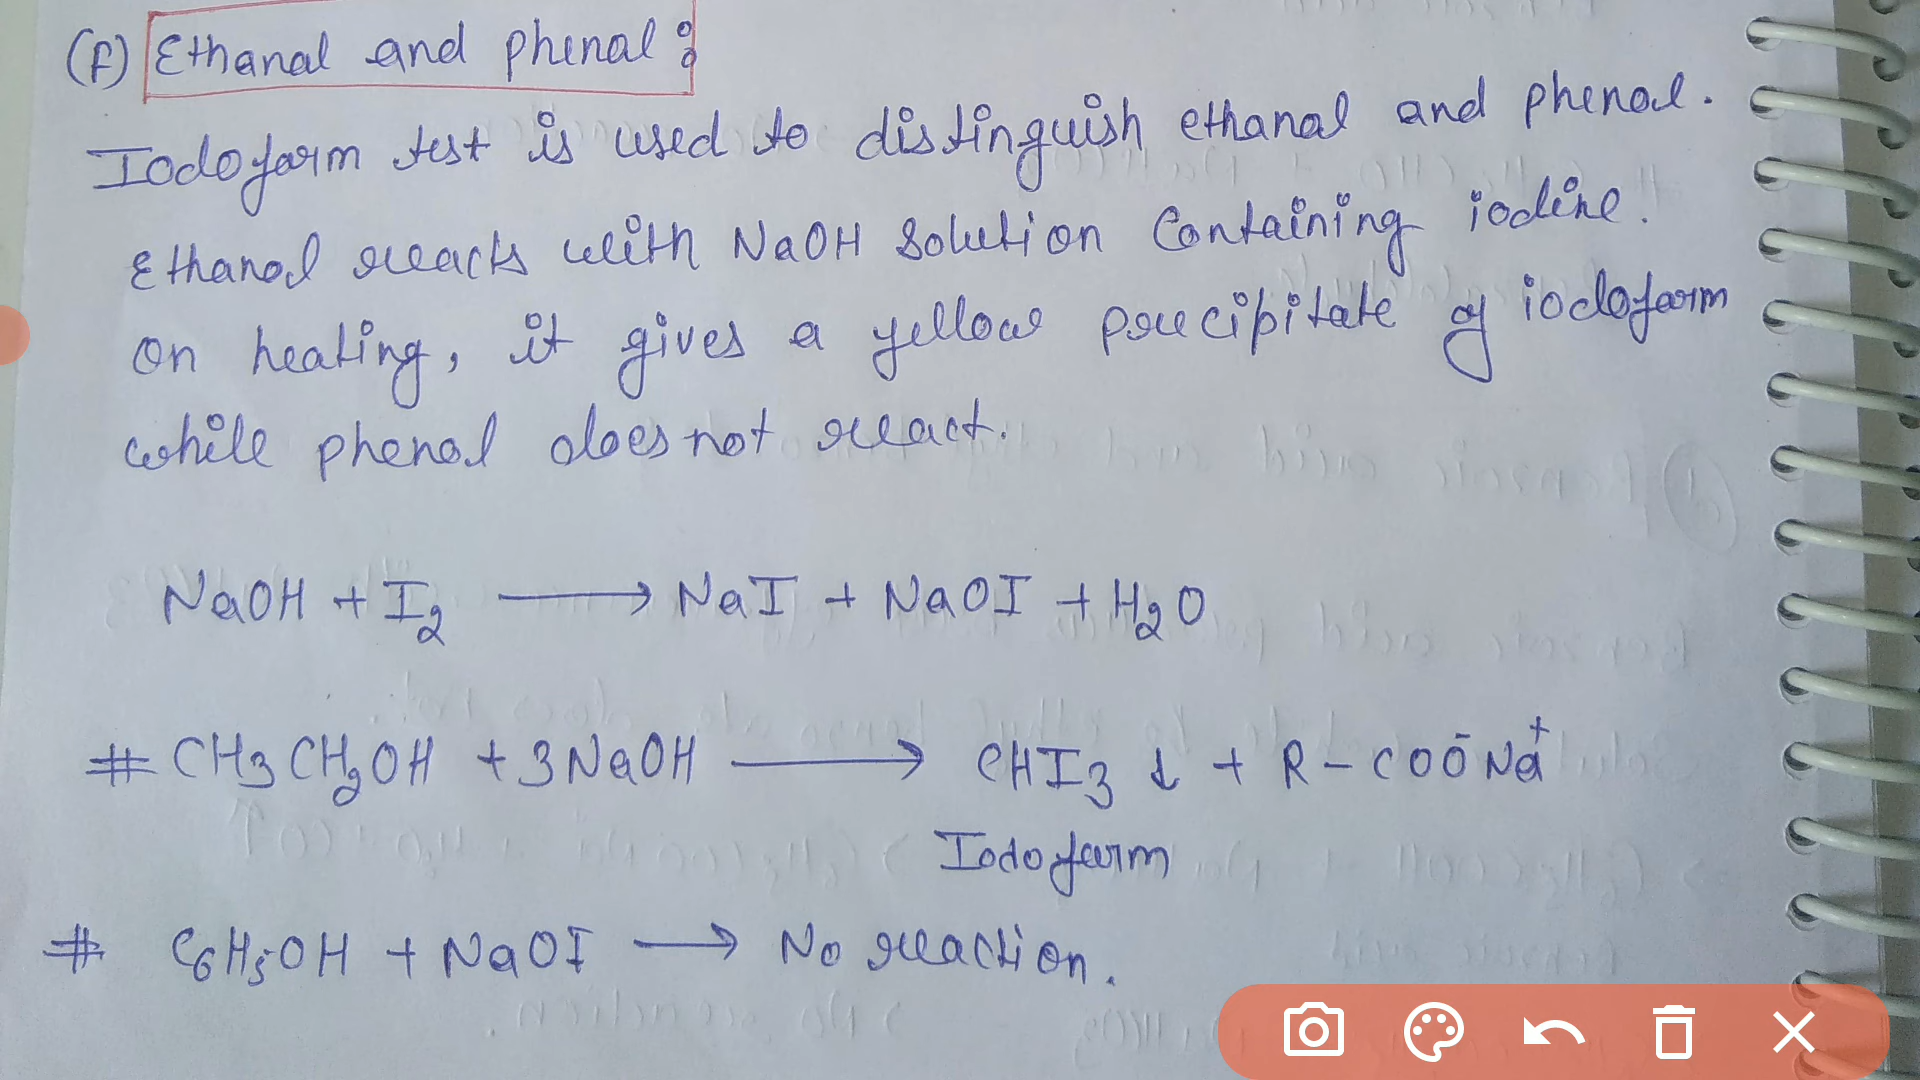 (f) Ethanal and phenal :
Iodoform test is used to distinguish ethanal and phenol.
Ethanol reacts with NaOH Solution Containing iodine.
On heating, it gives a yellow precipitate of iodoform
while phenol does not react.
NaOH + I2 → NaI + NaOI + H2O
# CH3CH2OH + 3NaOH → CHI3 ↓ + R - COO⁻Na⁺
Iodoform
# C6H5OH + NaOI → No reaction.